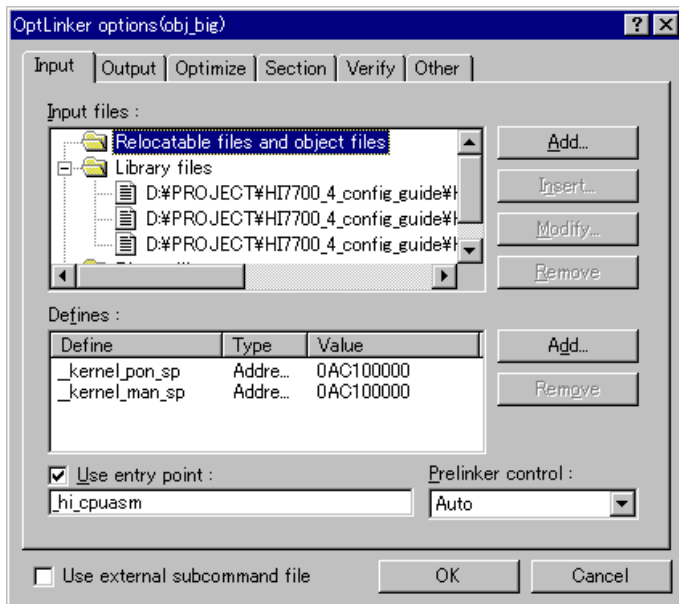 OptLinker options(obj_big)
Input Output Optimize Section Verify Other
Input files :
Relocatable files and object files
Library files
D:¥PROJECT¥HI7700_4_config_guide¥H
D:¥PROJECT¥HI7700_4_config_guide¥H
D:¥PROJECT¥HI7700_4_config_guide¥H
Add...
Insert...
Modify...
Remove
Defines :
Define Type Value
__kernel_pon_sp Addre... 0AC100000
__kernel_man_sp Addre... 0AC100000
Add...
Remove
Use entry point :
_hi_cpuasm
Prelinker control :
Auto
Use external subcommand file
OK
Cancel